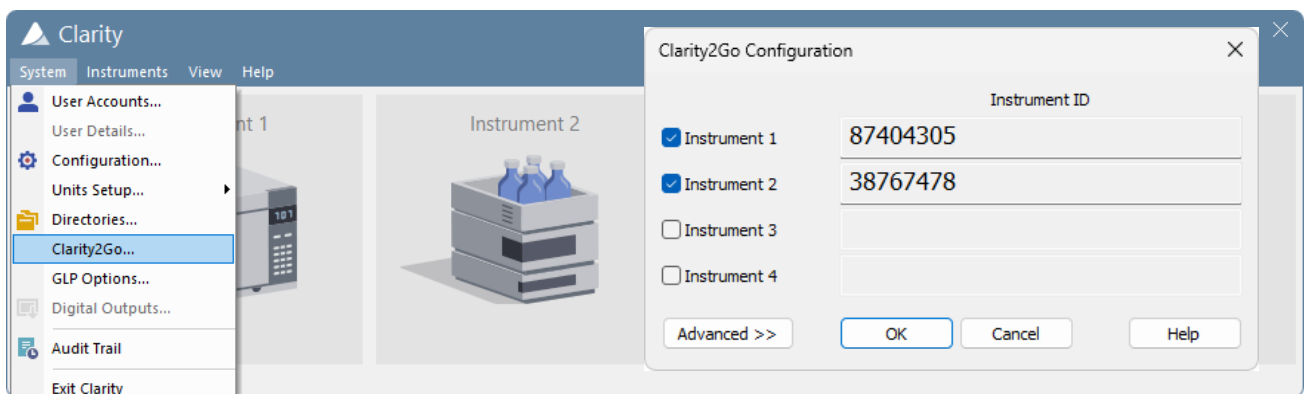 Clarity
System Instruments View Help
User Accounts...
User Details...
Configuration...
Units Setup...
Directories...
Clarity2Go...
GLP Options...
Digital Outputs...
Audit Trail
Exit Clarity
nt 1
101
Instrument 2
Clarity2Go Configuration
Instrument ID
Instrument 1 87404305
Instrument 2 38767478
Instrument 3
Instrument 4
Advanced >> OK Cancel Help